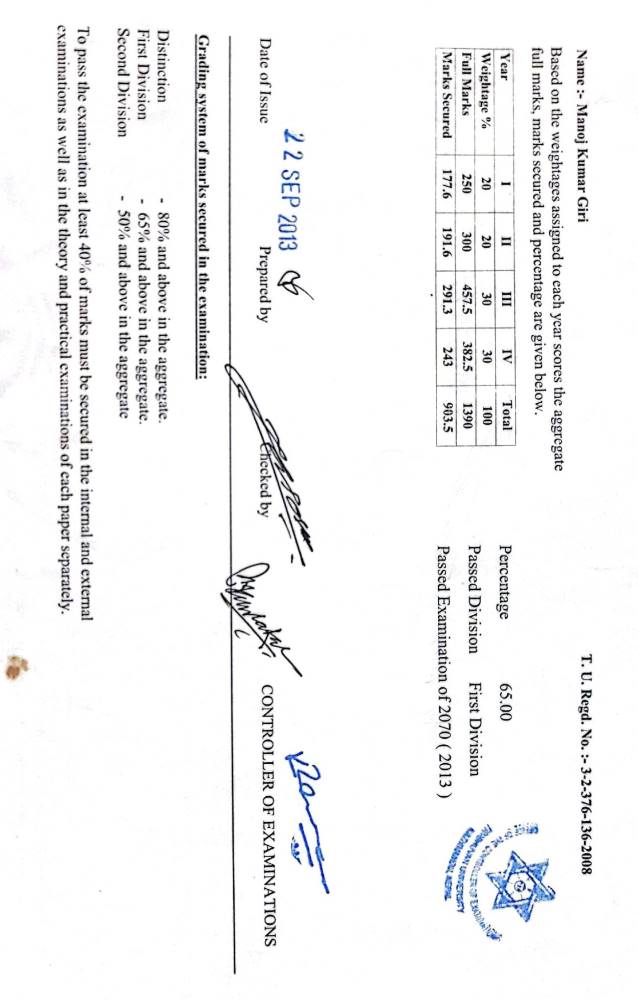 Name :- Manoj Kumar Giri
T. U. Regd. No. :- 3-2-376-136-2008
Based on the weightages assigned to each year scores the aggregate
full marks, marks secured and percentage are given below.
Year I II III IV Total
Weightage % 20 20 30 30 100
Full Marks 250 300 457.5 382.5 1390
Marks Secured 177.6 191.6 291.3 243 903.5
Percentage 65.00
Passed Division First Division
Passed Examination of 2070 ( 2013 )
OFFICE OF THE CONTROLLER OF EXAMINATIONS
TRIBHUVAN UNIVERSITY
KATHMANDU, NEPAL
22 SEP 2013
Date of Issue
Prepared by
Checked by
CONTROLLER OF EXAMINATIONS
Grading system of marks secured in the examination:
Distinction - 80% and above in the aggregate.
First Division - 65% and above in the aggregate.
Second Division - 50% and above in the aggregate
To pass the examination at least 40% of marks must be secured in the internal and external
examinations as well as in the theory and practical examinations of each paper separately.